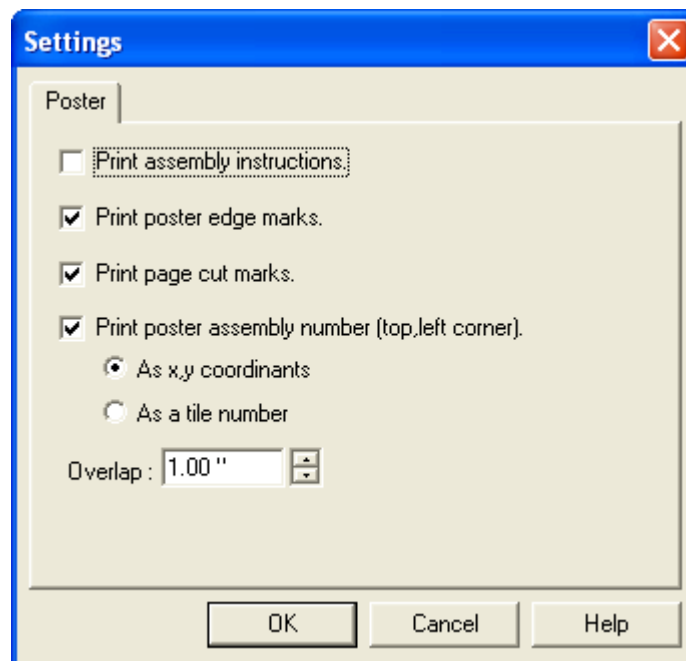 Settings
Poster
Print assembly instructions.
Print poster edge marks.
Print page cut marks.
Print poster assembly number (top,left corner).
As x,y coordinants
As a tile number
Overlap : 1.00 "
OK Cancel Help